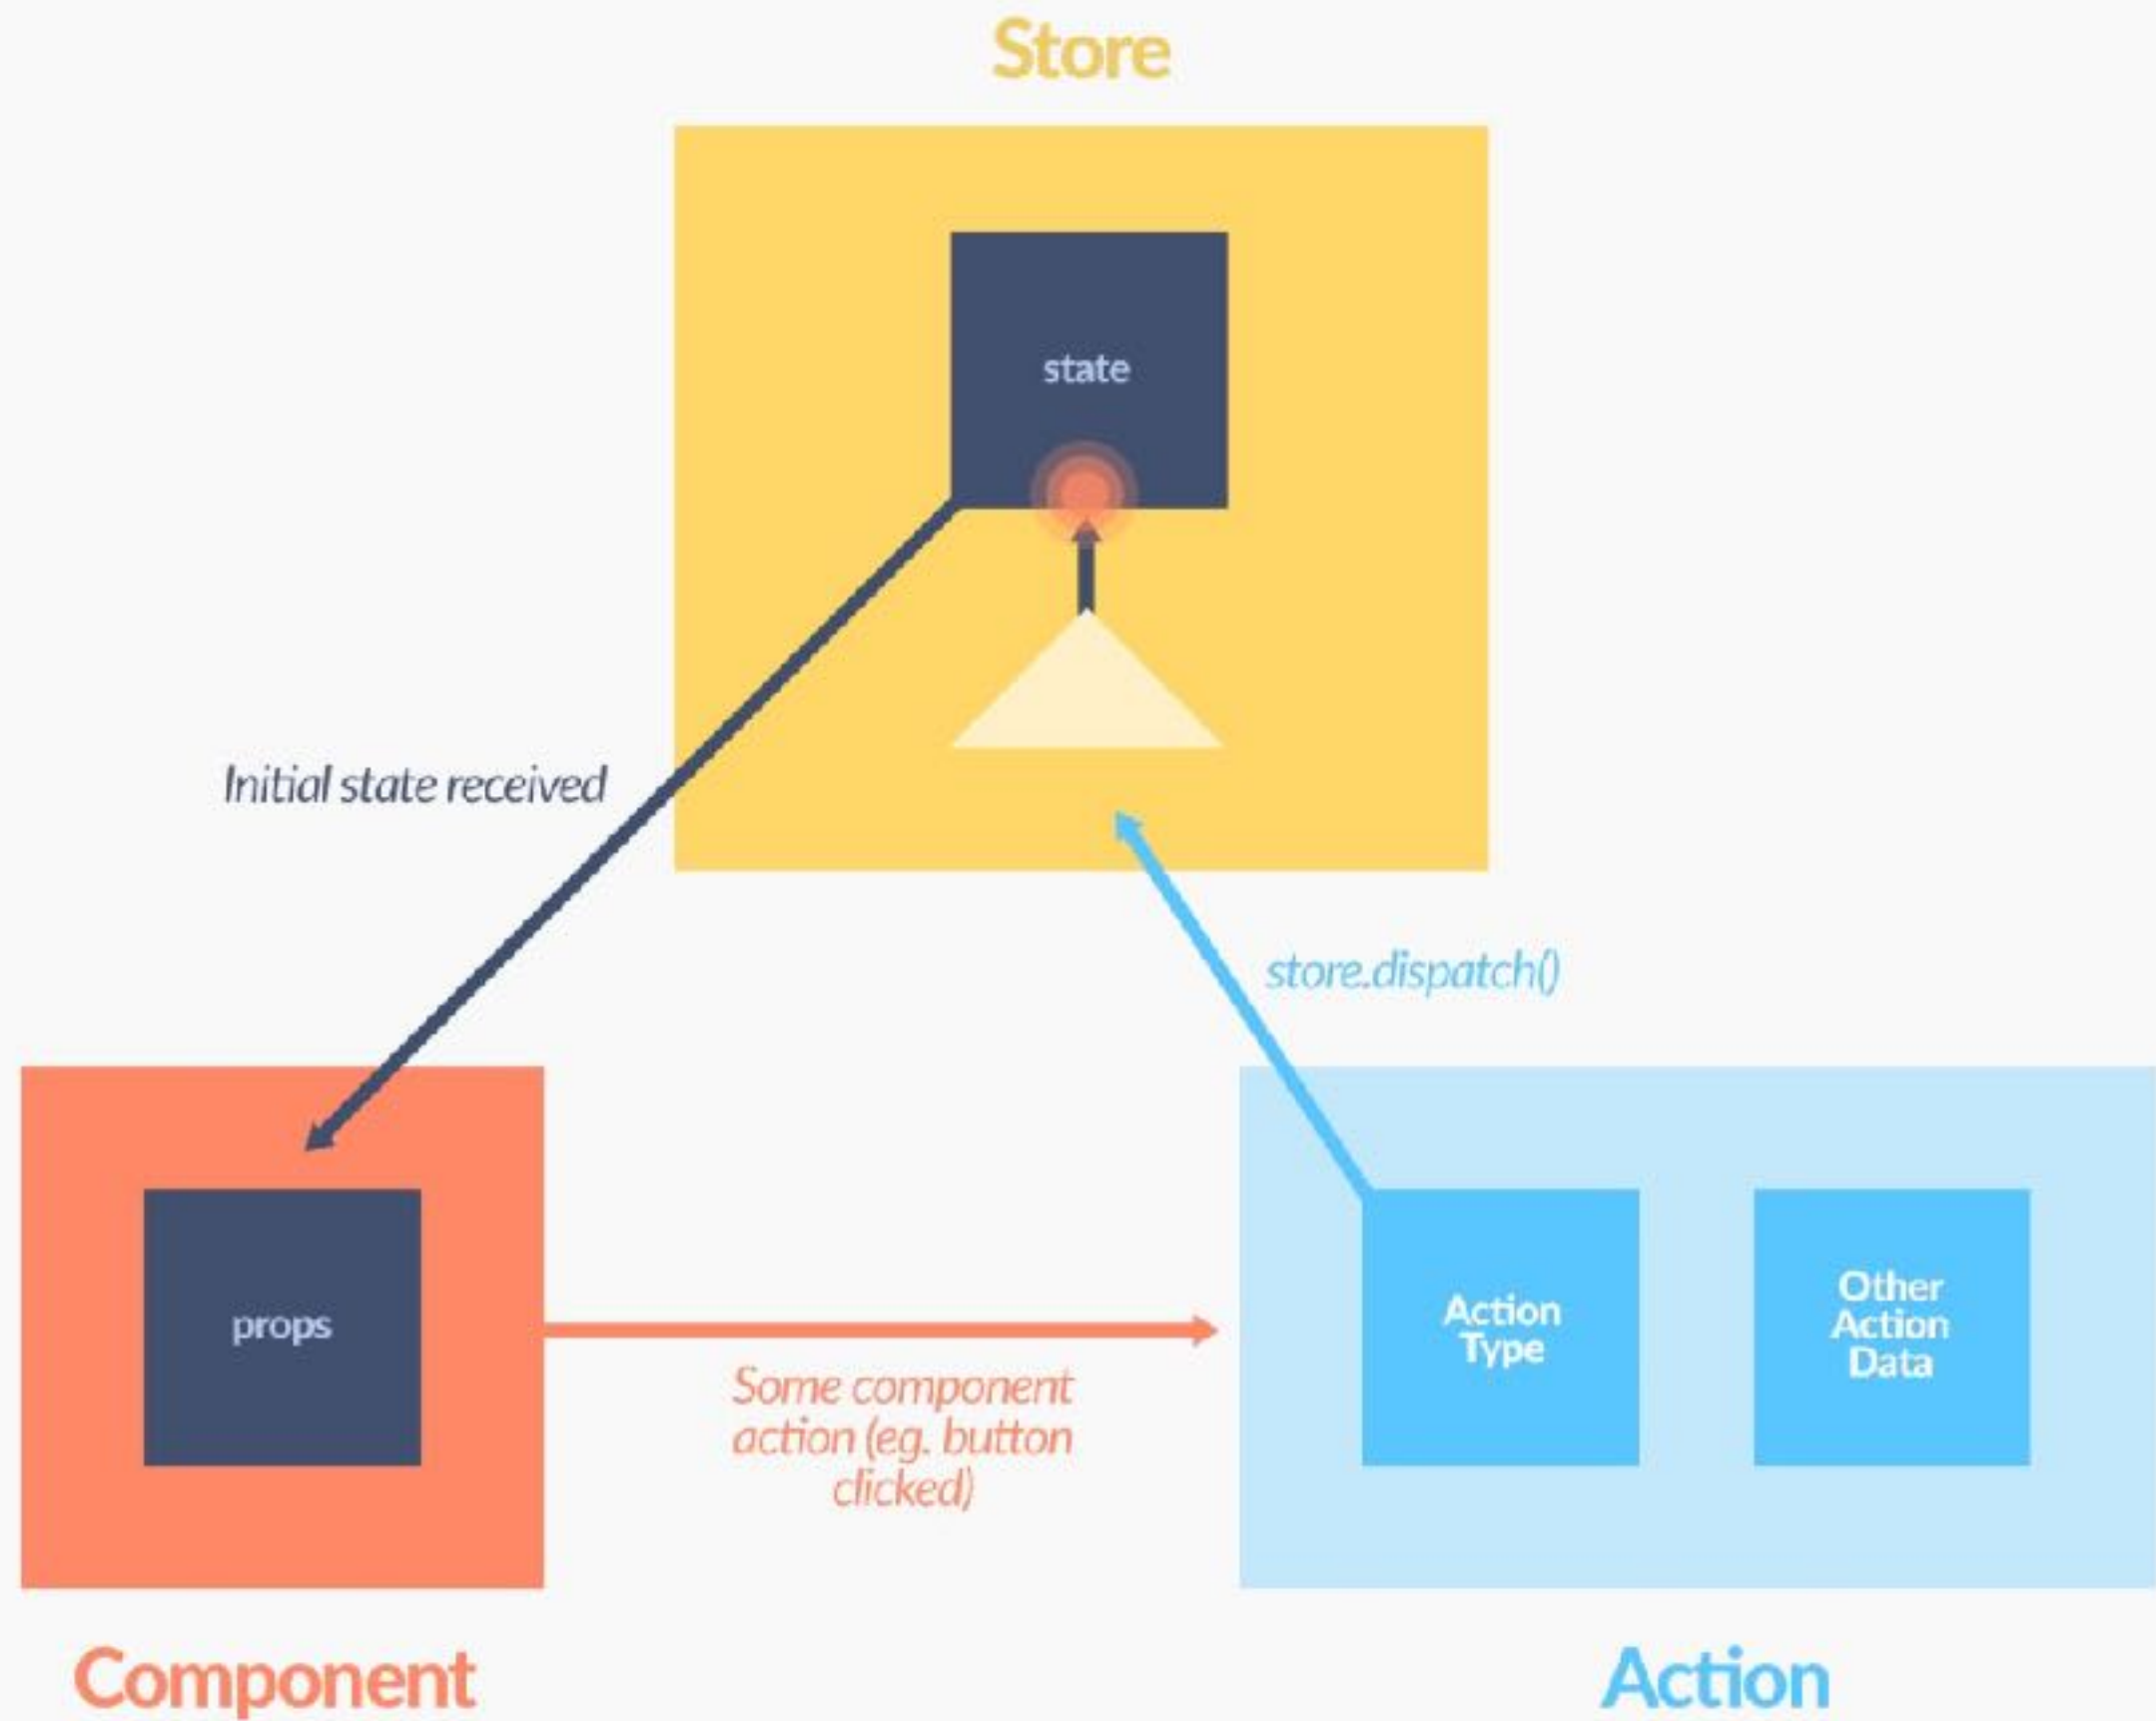 Store
state
Initial state received
store.dispatch()
props
Some component
action (eg. button
clicked)
Action
Type
Other
Action
Data
Component
Action